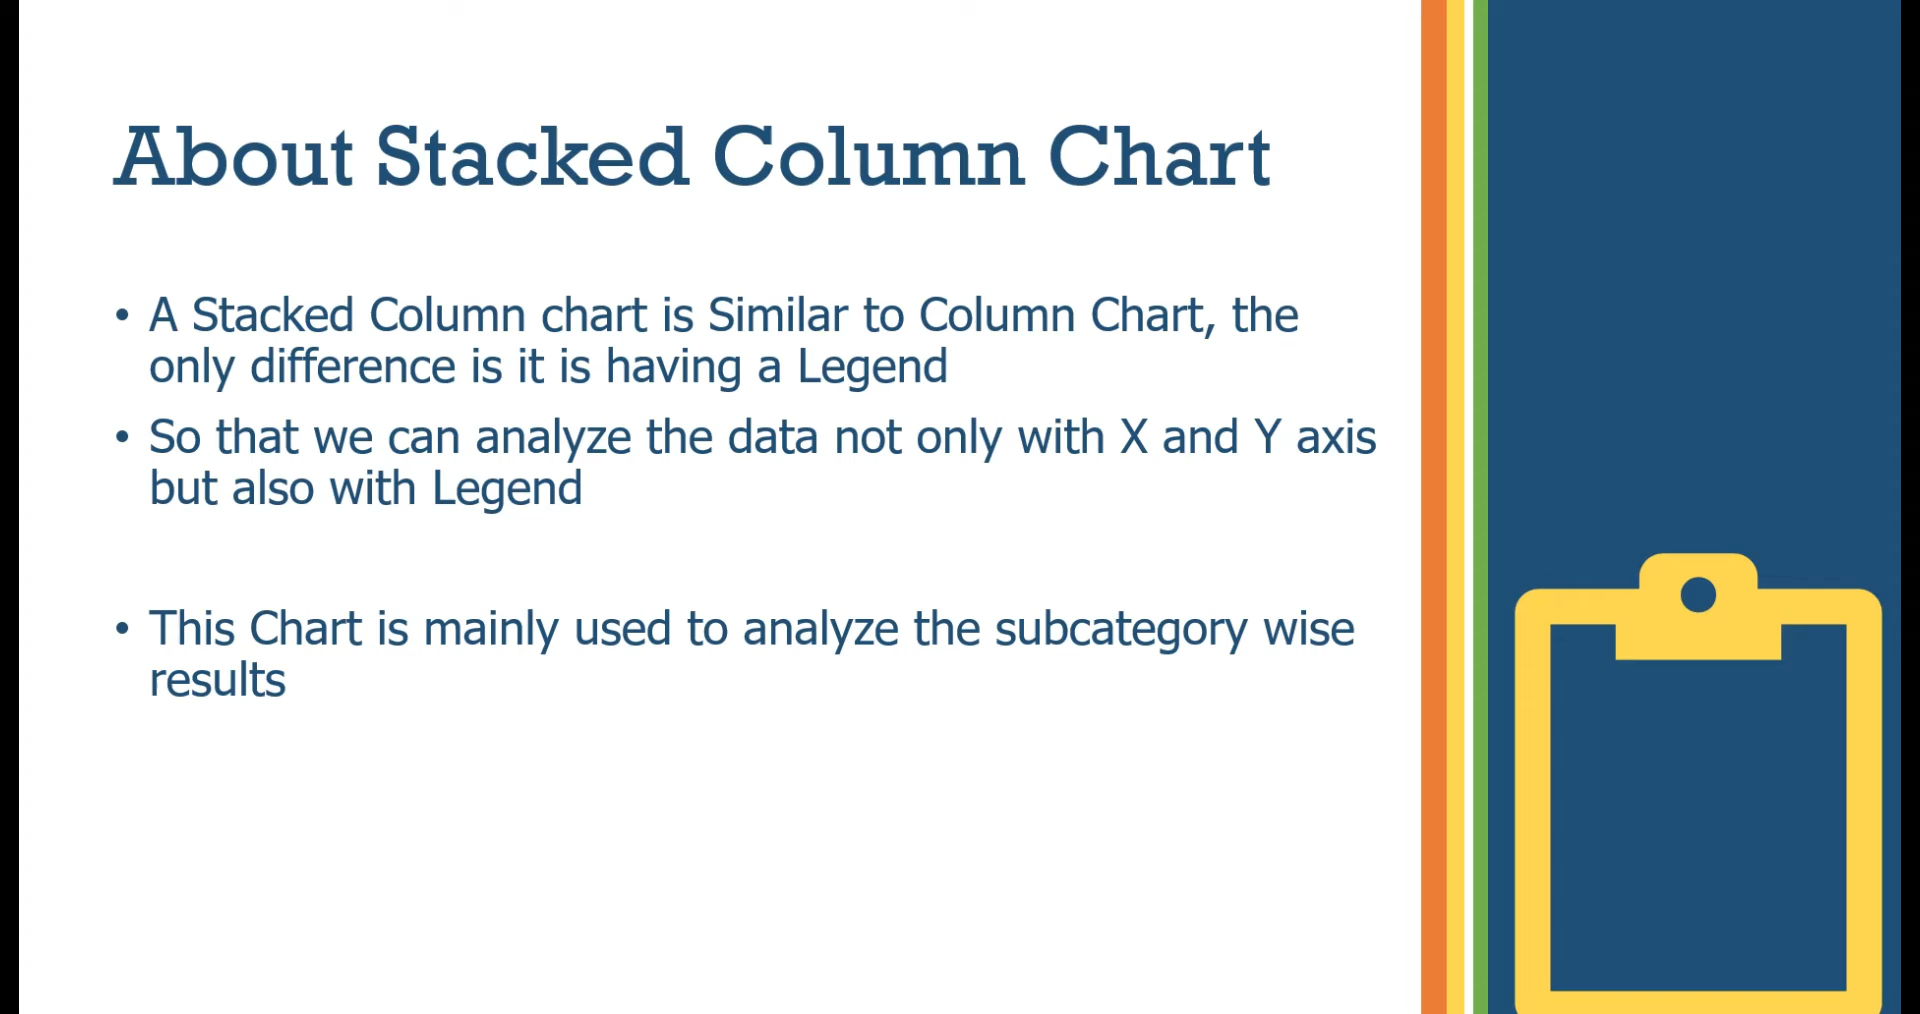 About Stacked Column Chart
• A Stacked Column chart is Similar to Column Chart, the
only difference is it is having a Legend
• So that we can analyze the data not only with X and Y axis
but also with Legend
• This Chart is mainly used to analyze the subcategory wise
results